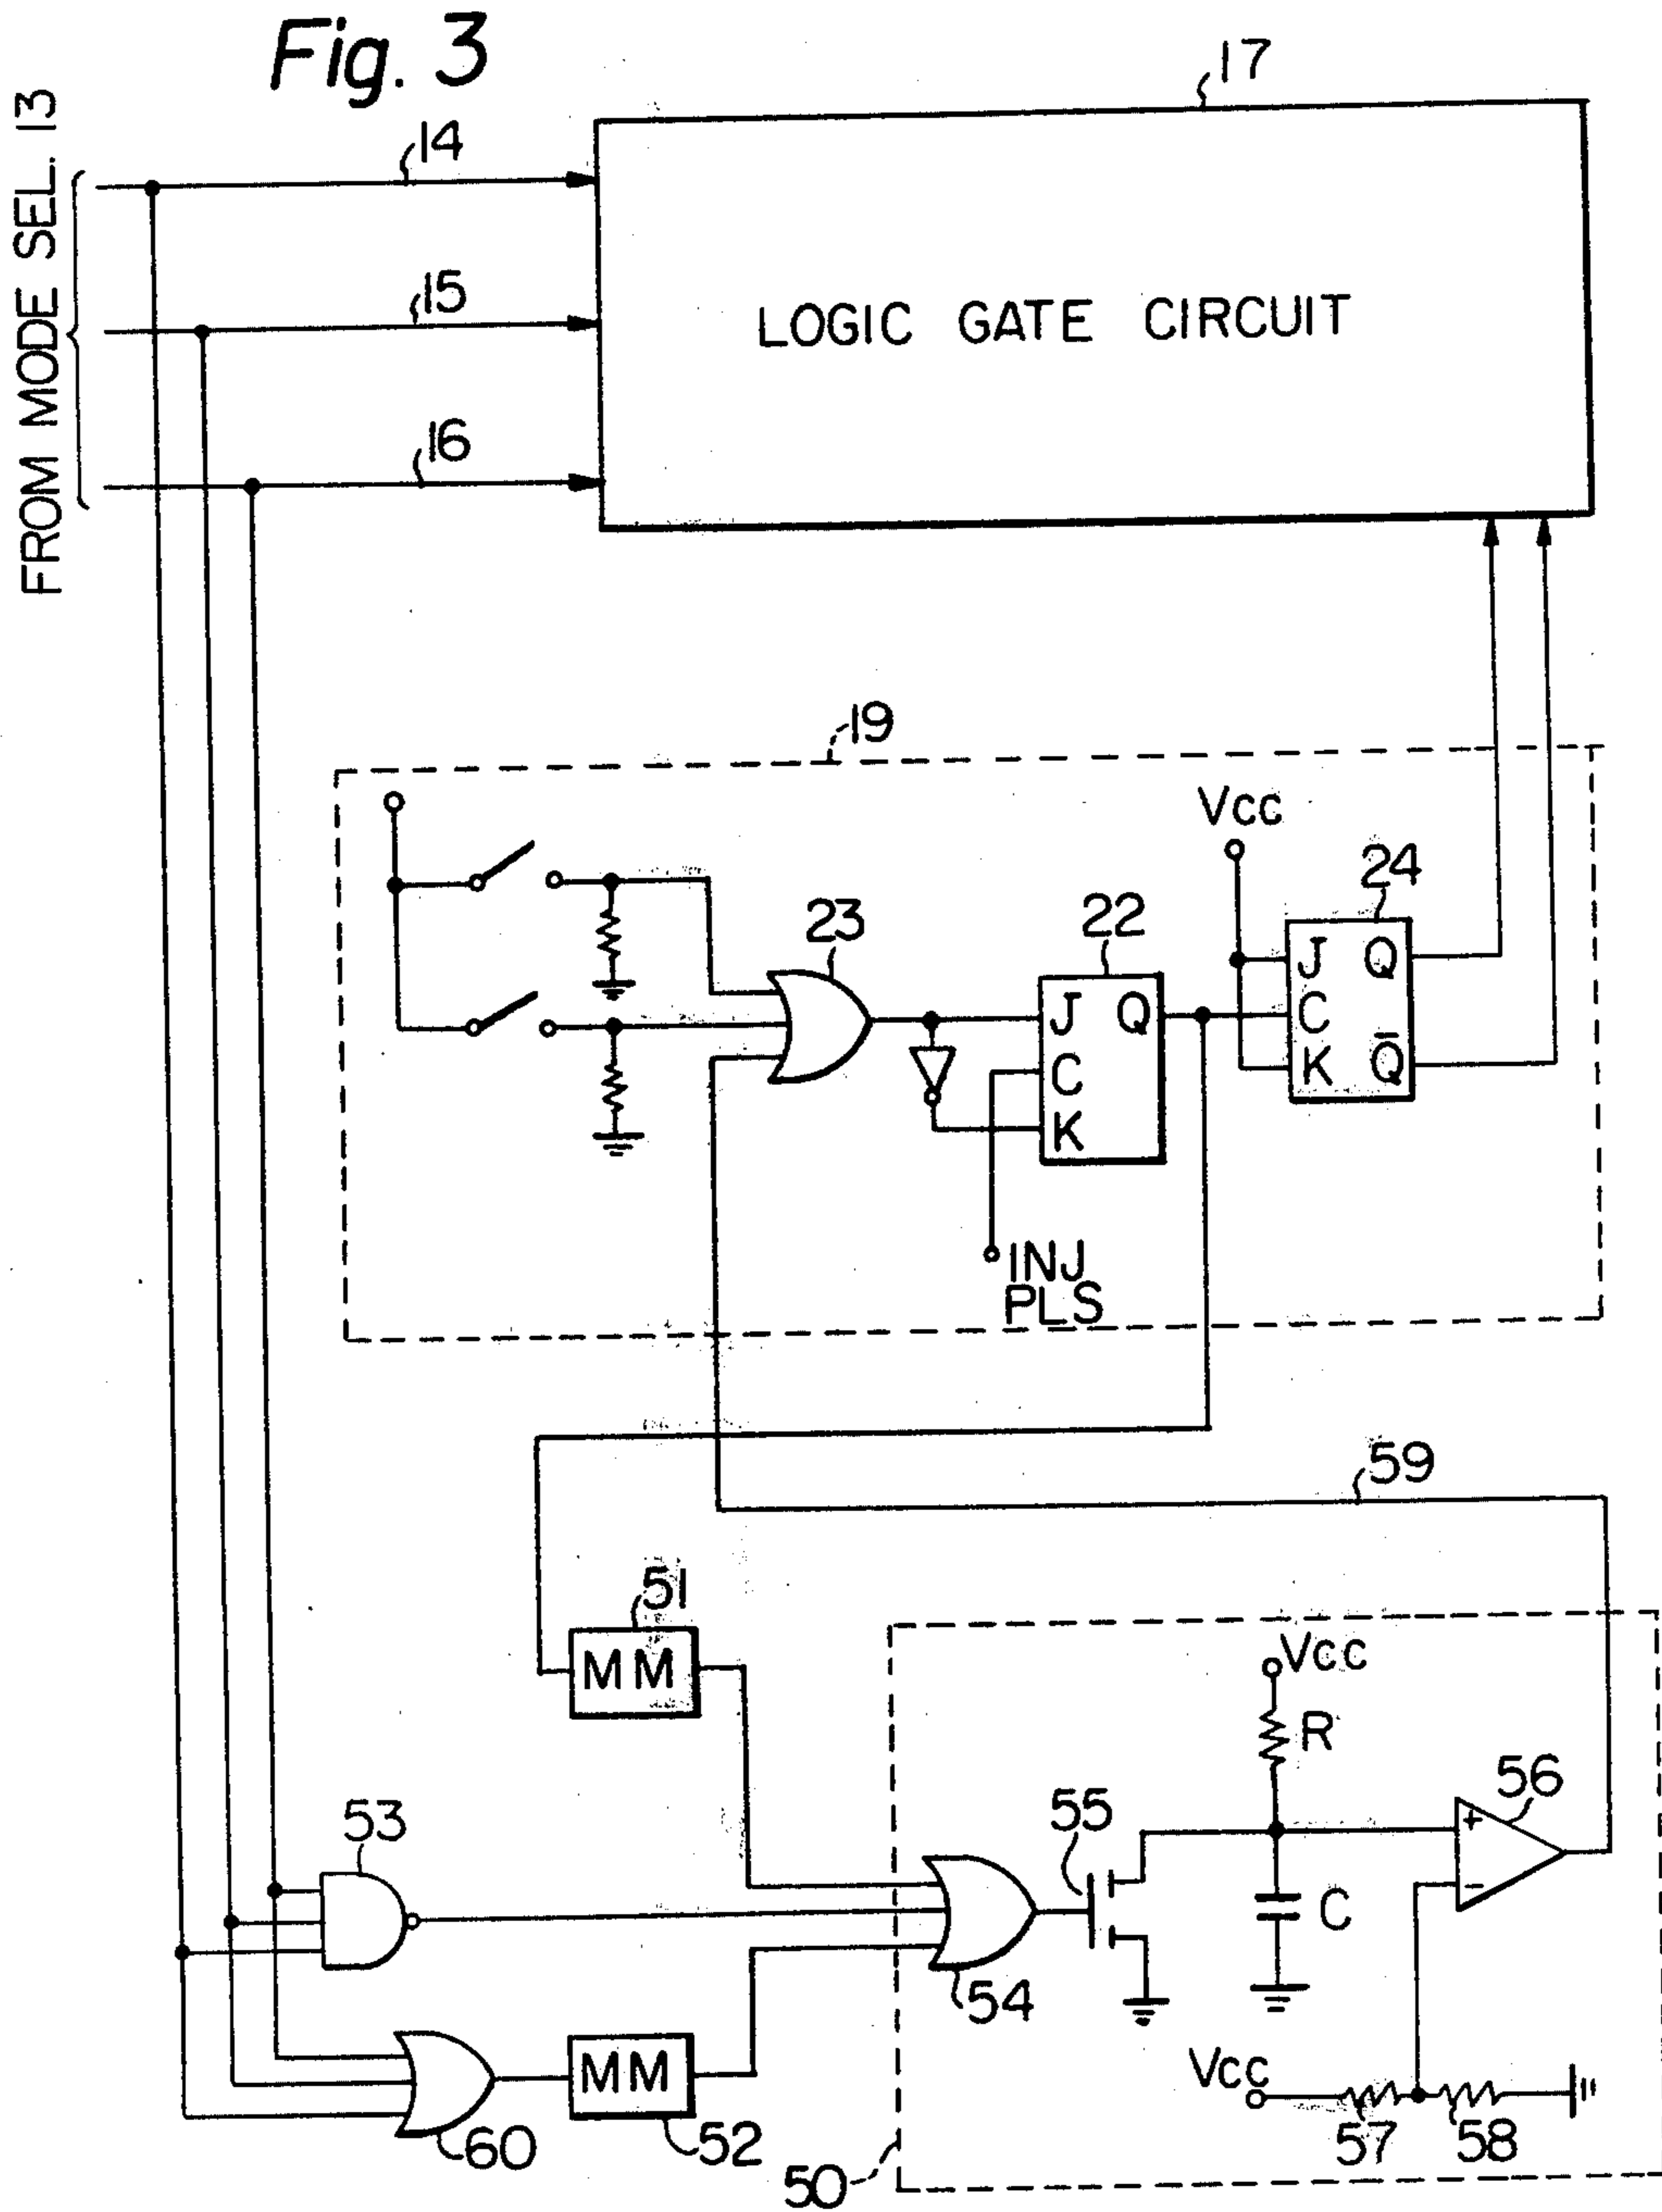 Fig. 3
FROM MODE SEL. 13
17
14
15
16
LOGIC GATE CIRCUIT
19
Vcc
24
22
23
J Q
C
K Q̄
J Q
C
K
INJ
PLS
59
51
MM
Vcc
R
56
55
+
53
C
−
54
MM
Vcc
57
58
60
52
50